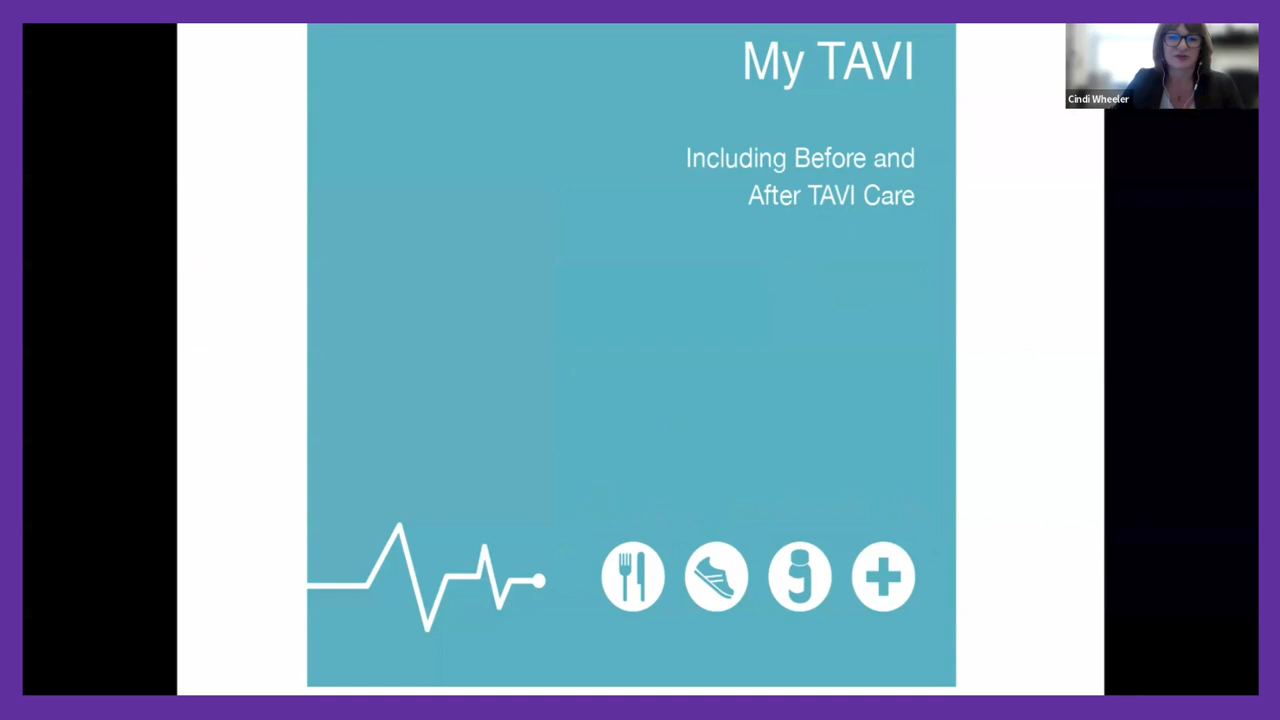 My TAVI
Including Before and
After TAVI Care
Cindi Wheeler